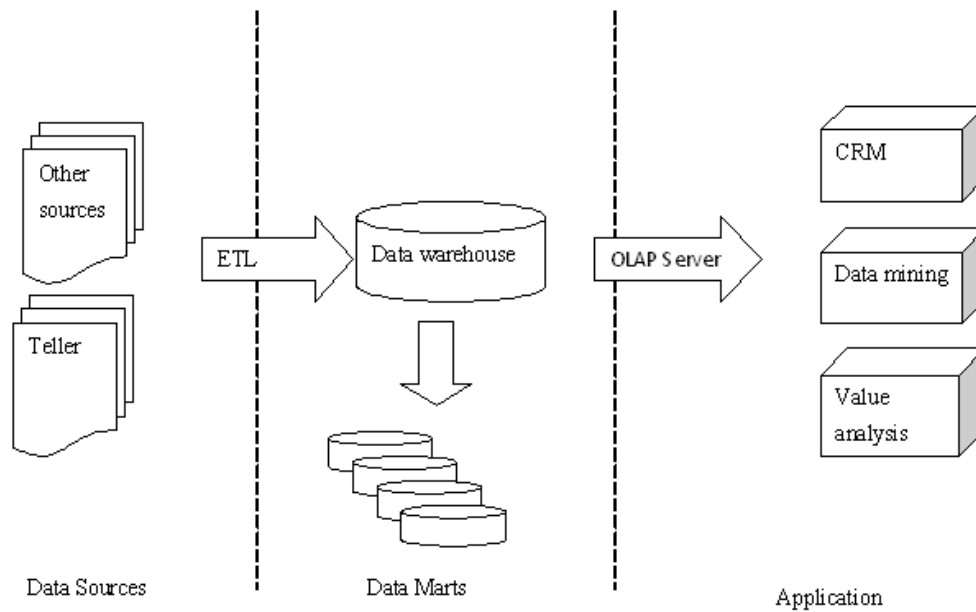 Other
sources
Teller
ETL
Data warehouse
OLAP Server
CRM
Data mining
Value
analysis
Data Sources
Data Marts
Application